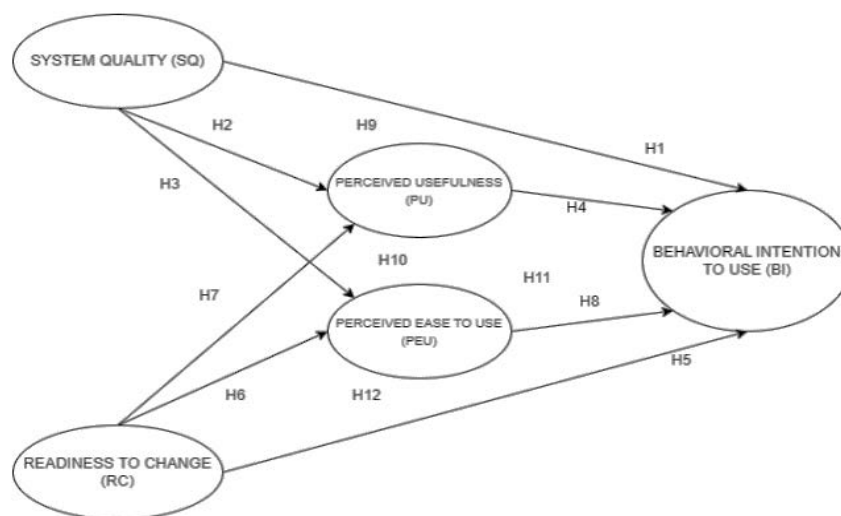 SYSTEM QUALITY (SQ)
H2
H9
H1
H3
PERCEIVED USEFULNESS
(PU)
H4
BEHAVIORAL INTENTION
TO USE (BI)
H10
H11
H7
H8
PERCEIVED EASE TO USE
(PEU)
H5
H6
H12
READINESS TO CHANGE
(RC)